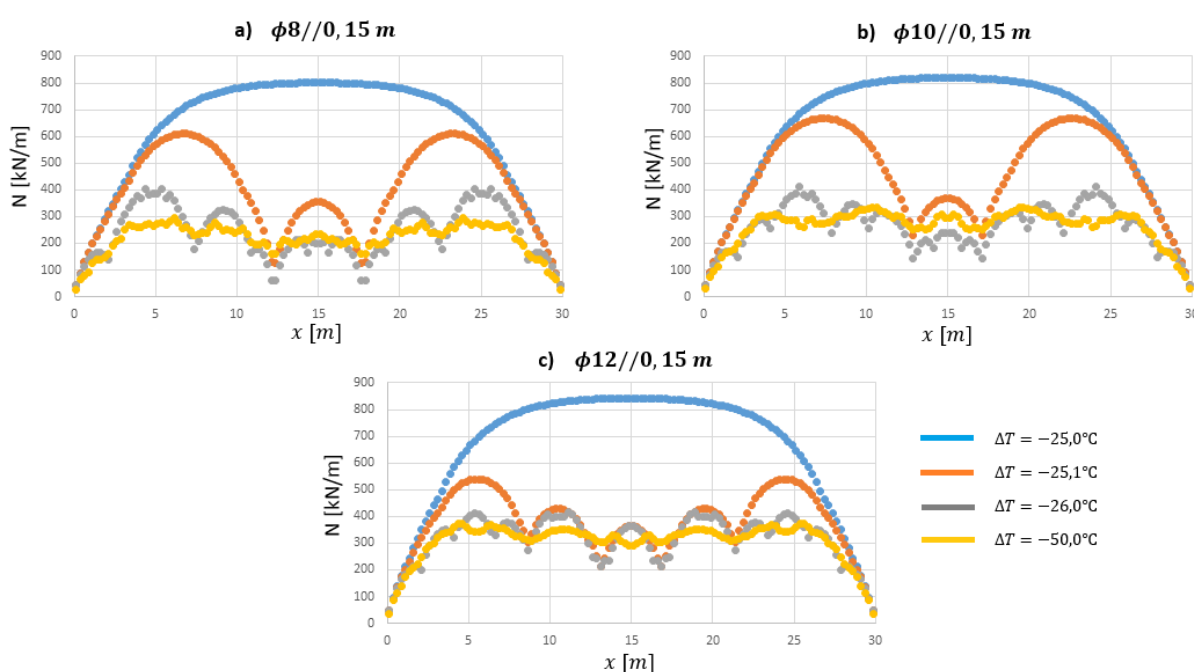 a) ϕ8//0, 15 m
N [kN/m]
900
800
700
600
500
400
300
200
100
0
0 5 10 15 20 25 30
x [m]
b) ϕ10//0, 15 m
N [kN/m]
900
800
700
600
500
400
300
200
100
0
0 5 10 15 20 25 30
x [m]
c) ϕ12//0, 15 m
N [kN/m]
900
800
700
600
500
400
300
200
100
0
0 5 10 15 20 25 30
x [m]
ΔT = −25,0°C
ΔT = −25,1°C
ΔT = −26,0°C
ΔT = −50,0°C